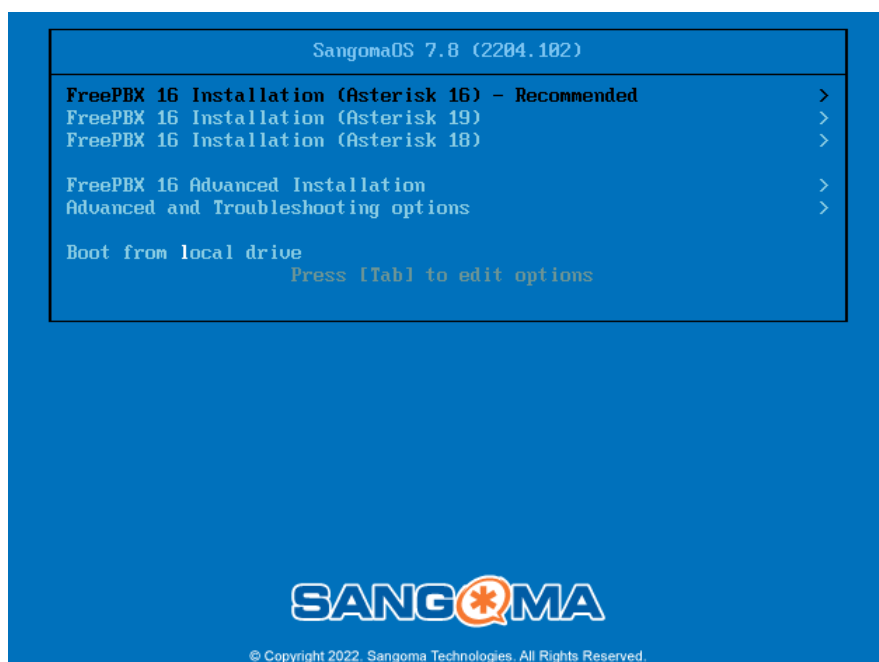 SangomaOS 7.8 (2204.102)
FreePBX 16 Installation (Asterisk 16) - Recommended >
FreePBX 16 Installation (Asterisk 19) >
FreePBX 16 Installation (Asterisk 18) >
FreePBX 16 Advanced Installation >
Advanced and Troubleshooting options >
Boot from local drive
Press [Tab] to edit options
SANGOMA
© Copyright 2022. Sangoma Technologies. All Rights Reserved.